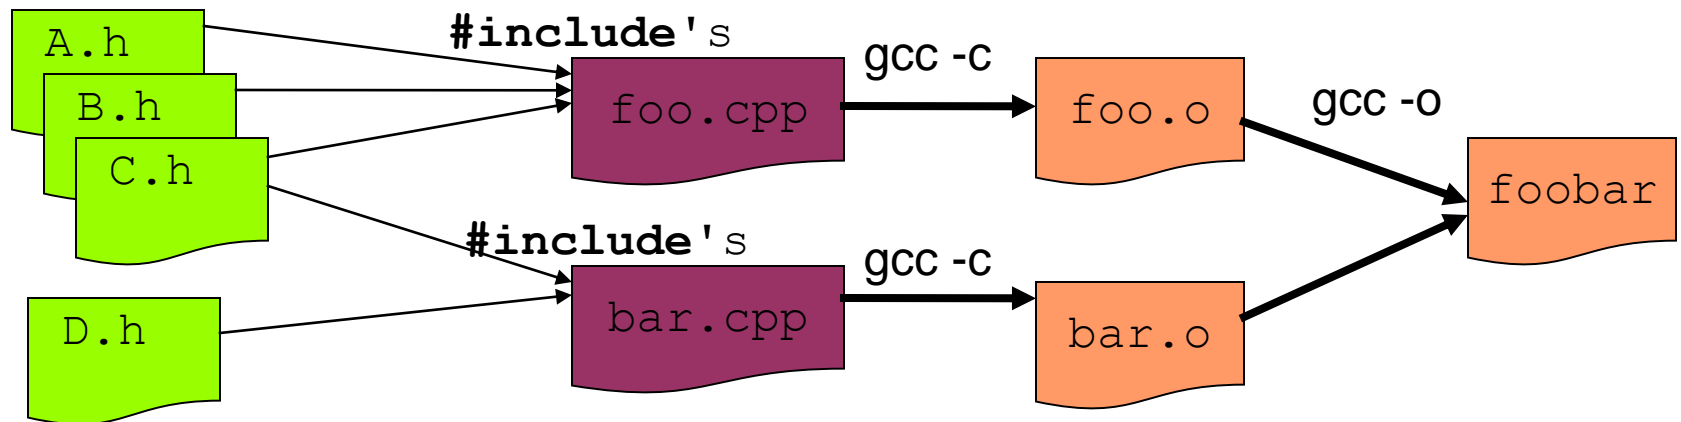 A.h
B.h
C.h
D.h
#include's
foo.cpp
gcc -c
foo.o
gcc -o
foobar
#include's
bar.cpp
gcc -c
bar.o